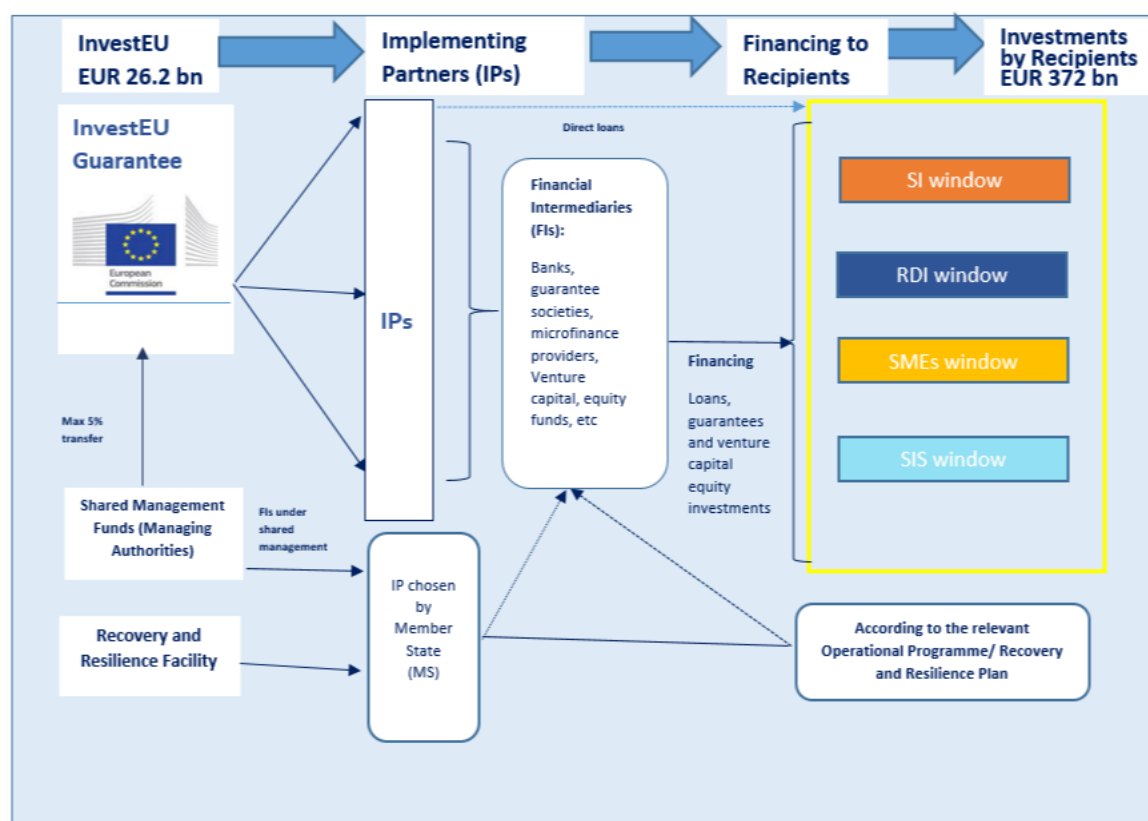 InvestEU
EUR 26.2 bn
Implementing
Partners (IPs)
Financing to
Recipients
Investments
by Recipients
EUR 372 bn
InvestEU
Guarantee
European
Commission
IPs
Direct loans
Financial
Intermediaries
(FIs):
Banks,
guarantee
societies,
microfinance
providers,
Venture
capital, equity
funds, etc
Financing
Loans,
guarantees
and venture
capital
equity
investments
SI window
RDI window
SMEs window
SIS window
Max 5%
transfer
Shared Management
Funds (Managing
Authorities)
FIs under
shared
management
Recovery and
Resilience Facility
IP chosen
by
Member
State
(MS)
According to the relevant
Operational Programme/ Recovery
and Resilience Plan